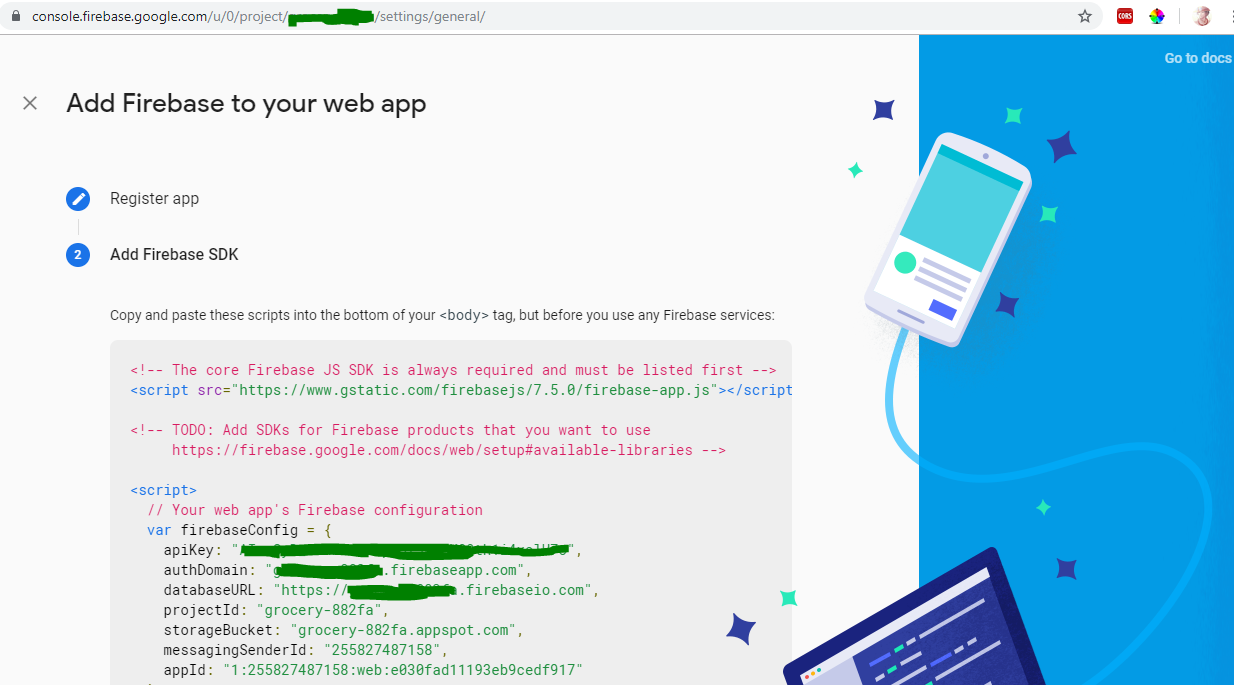 console.firebase.google.com/u/0/project/ /settings/general/
CORS
Go to docs
Add Firebase to your web app
Register app
2 Add Firebase SDK
Copy and paste these scripts into the bottom of your <body> tag, but before you use any Firebase services:
<!-- The core Firebase JS SDK is always required and must be listed first -->
<script src="https://www.gstatic.com/firebasejs/7.5.0/firebase-app.js"></script
<!-- TODO: Add SDKs for Firebase products that you want to use
https://firebase.google.com/docs/web/setup#available-libraries -->
<script>
// Your web app's Firebase configuration
var firebaseConfig = {
apiKey: " ",
authDomain: " .firebaseapp.com",
databaseURL: "https:// .firebaseio.com",
projectId: "grocery-882fa",
storageBucket: "grocery-882fa.appspot.com",
messagingSenderId: "255827487158",
appId: "1:255827487158:web:e030fad11193eb9cedf917"